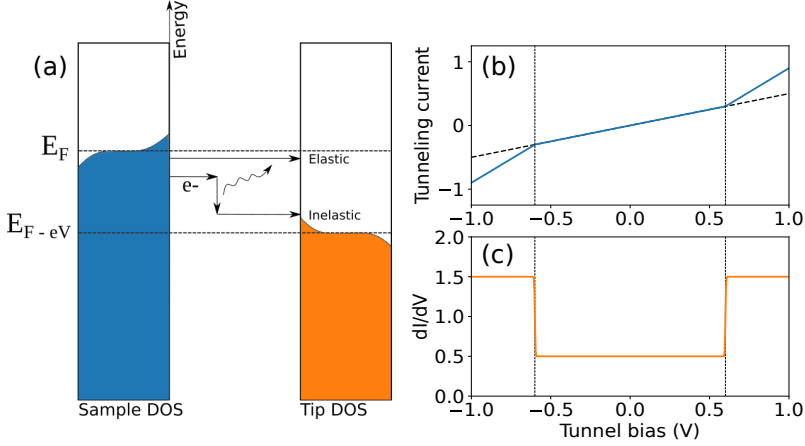 Energy
(a)
E_F
e-
Elastic
Inelastic
E_F - eV
Sample DOS
Tip DOS
(b)
Tunneling current
1
0
−1
−1.0
−0.5
0.0
0.5
1.0
(c)
dI/dV
2.0
1.5
1.0
0.5
0.0
−1.0
−0.5
0.0
0.5
1.0
Tunnel bias (V)